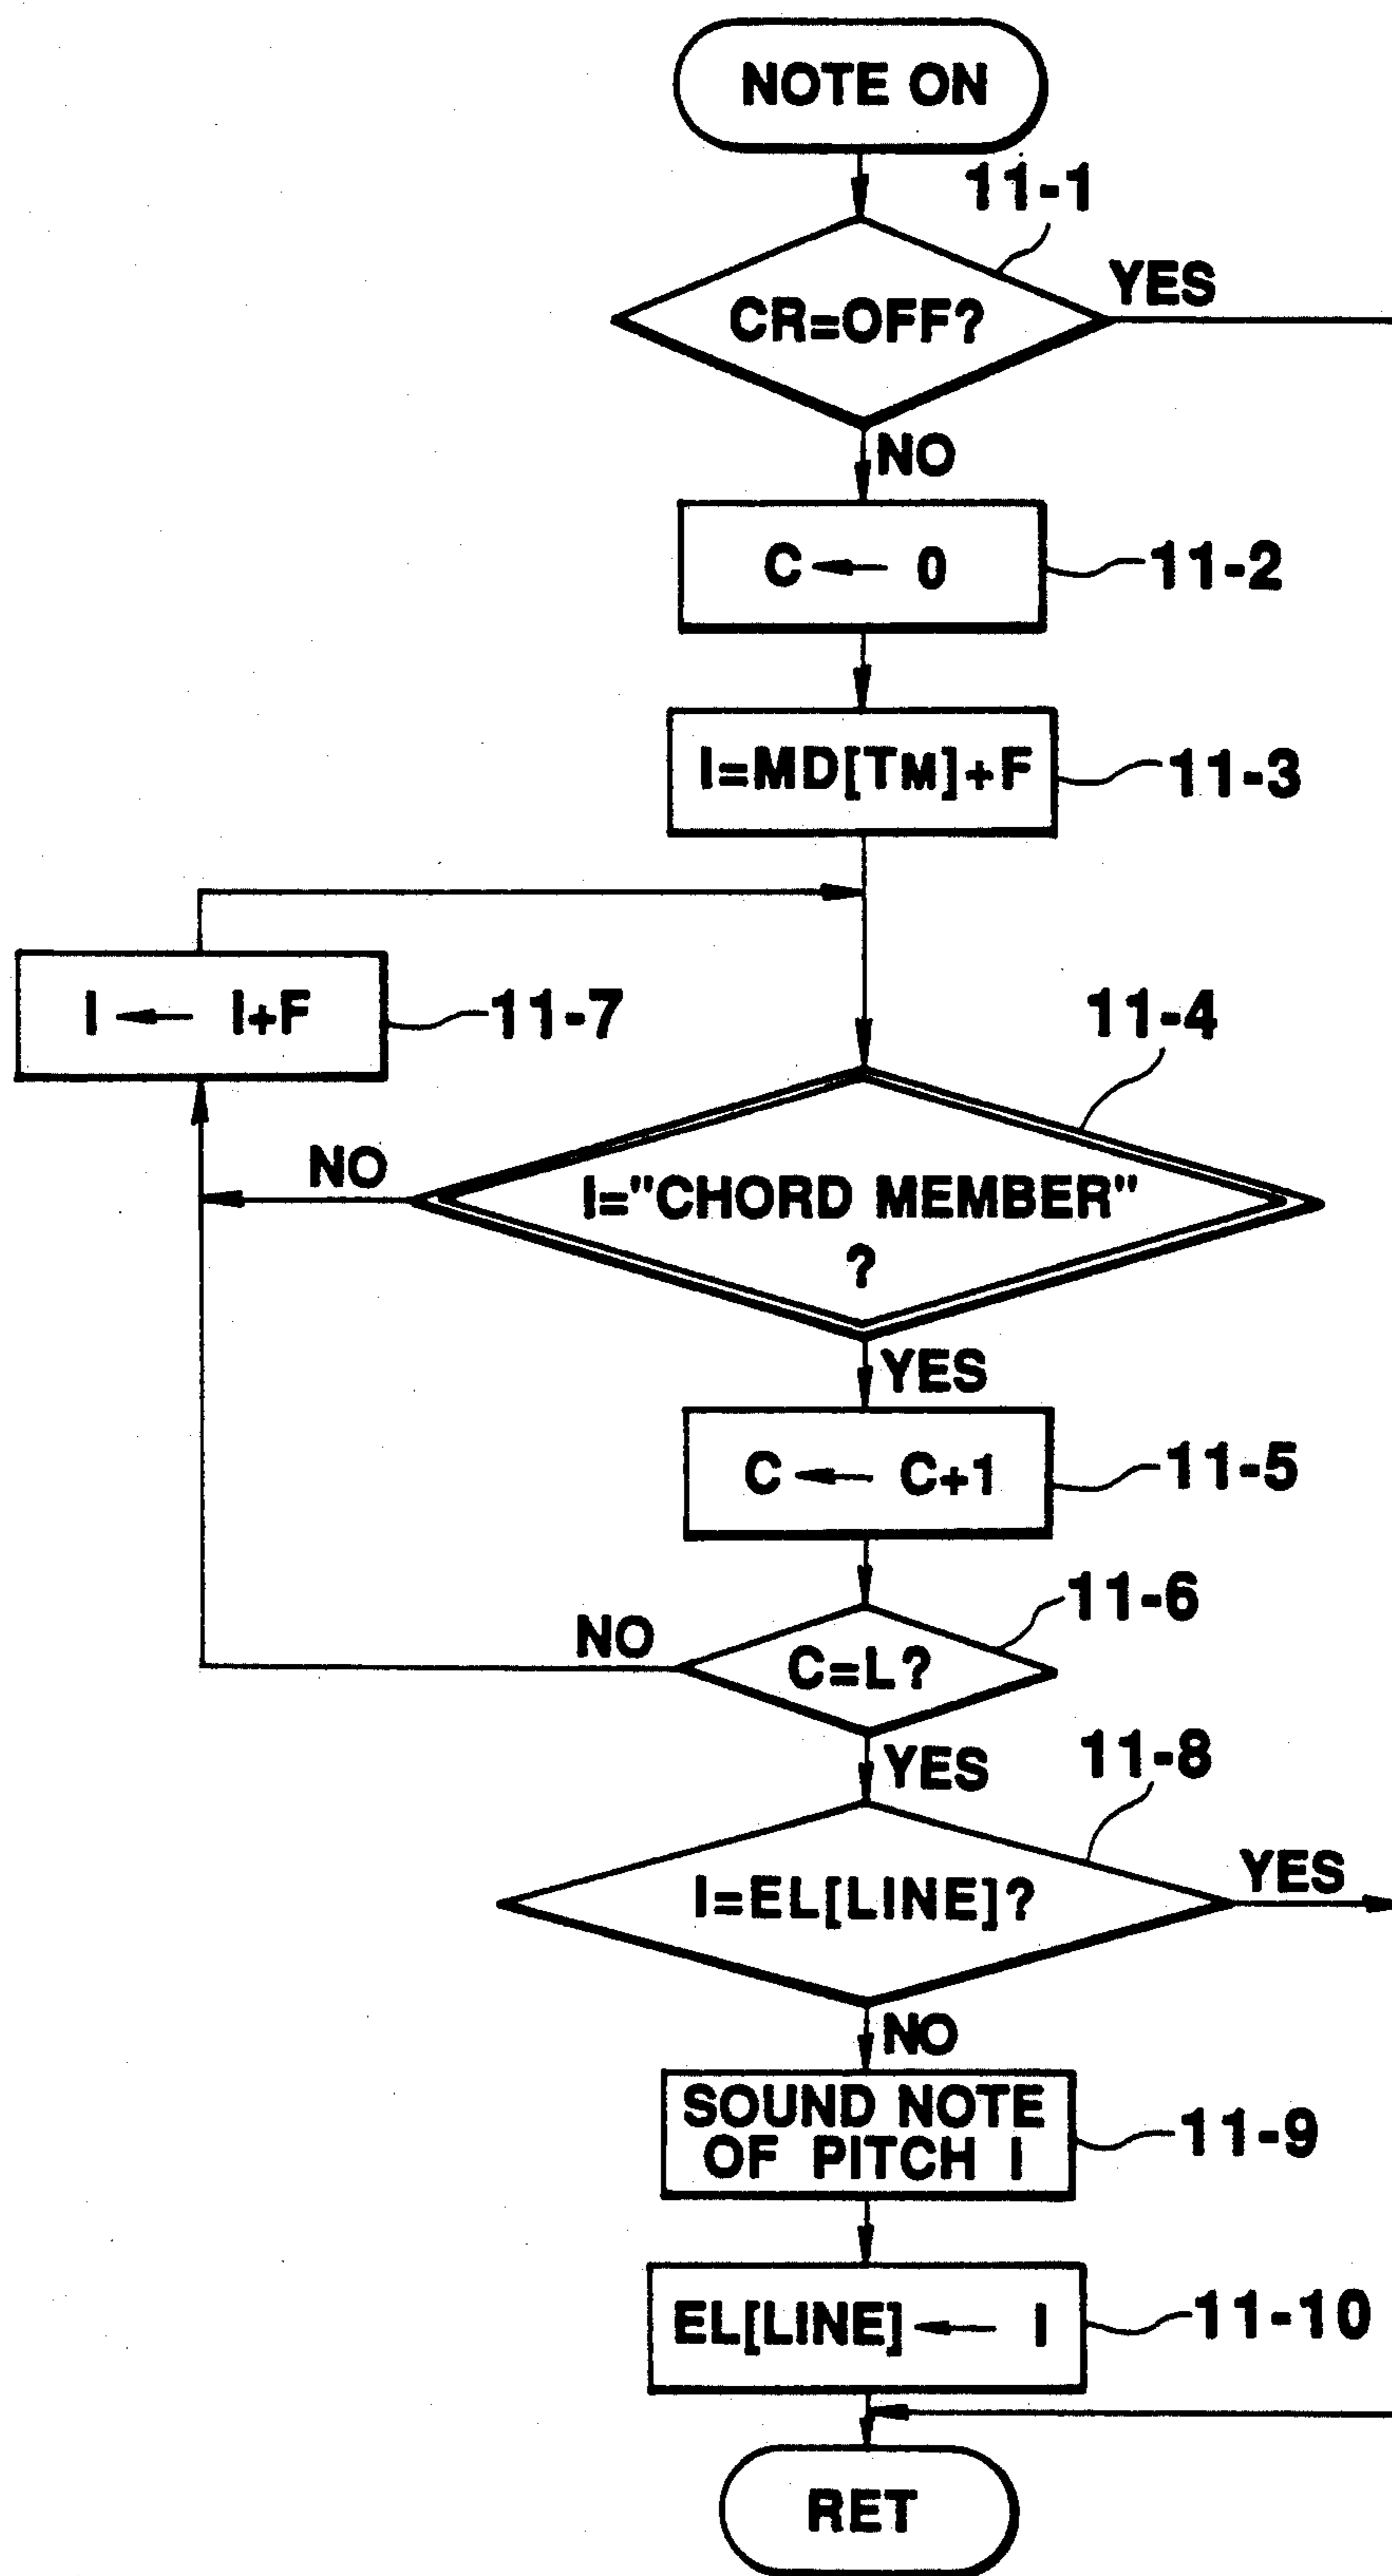 NOTE ON
11-1
CR=OFF?
YES
NO
C ← 0
11-2
I=MD[TM]+F
11-3
I ← I+F
11-7
11-4
NO
I="CHORD MEMBER"
?
YES
C ← C+1
11-5
11-6
NO
C=L?
YES
11-8
I=EL[LINE]?
YES
NO
SOUND NOTE
OF PITCH I
11-9
EL[LINE] ← I
11-10
RET